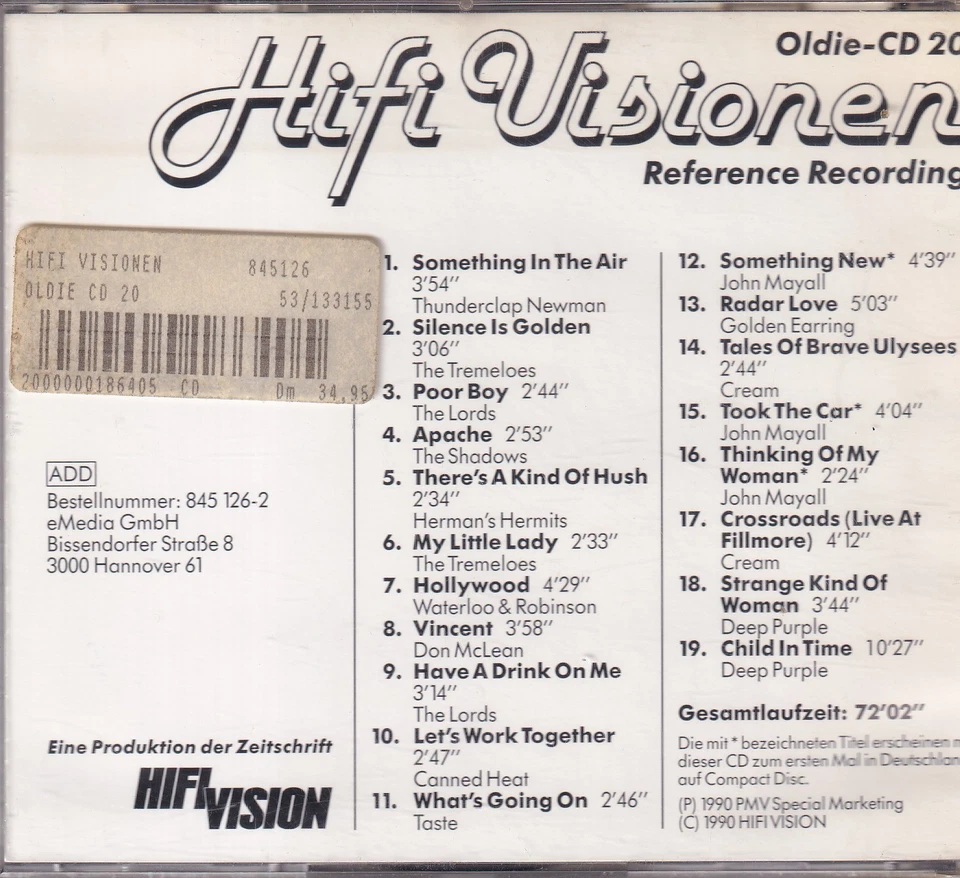 Oldie-CD 20
Hifi Visionen
Reference Recording
HIFI VISIONEN 845126
OLDIE CD 20 53/133155
2000000186405 CD Dm 34,95
ADD
Bestellnummer: 845 126-2
eMedia GmbH
Bissendorfer Straße 8
3000 Hannover 61
Eine Produktion der Zeitschrift
HIFI VISION
1. Something In The Air
3'54"
Thunderclap Newman
2. Silence Is Golden
3'06"
The Tremeloes
3. Poor Boy 2'44"
The Lords
4. Apache 2'53"
The Shadows
5. There's A Kind Of Hush
2'34"
Herman's Hermits
6. My Little Lady 2'33"
The Tremeloes
7. Hollywood 4'29"
Waterloo & Robinson
8. Vincent 3'58"
Don McLean
9. Have A Drink On Me
3'14"
The Lords
10. Let's Work Together
2'47"
Canned Heat
11. What's Going On 2'46"
Taste
12. Something New* 4'39"
John Mayall
13. Radar Love 5'03"
Golden Earring
14. Tales Of Brave Ulysees
2'44"
Cream
15. Took The Car* 4'04"
John Mayall
16. Thinking Of My
Woman* 2'24"
John Mayall
17. Crossroads (Live At
Fillmore) 4'12"
Cream
18. Strange Kind Of
Woman 3'44"
Deep Purple
19. Child In Time 10'27"
Deep Purple
Gesamtlaufzeit: 72'02"
Die mit * bezeichneten Titel erscheinen
dieser CD zum ersten Mal in Deutschlan
auf Compact Disc.
(P) 1990 PMV Special Marketing
(C) 1990 HIFI VISION